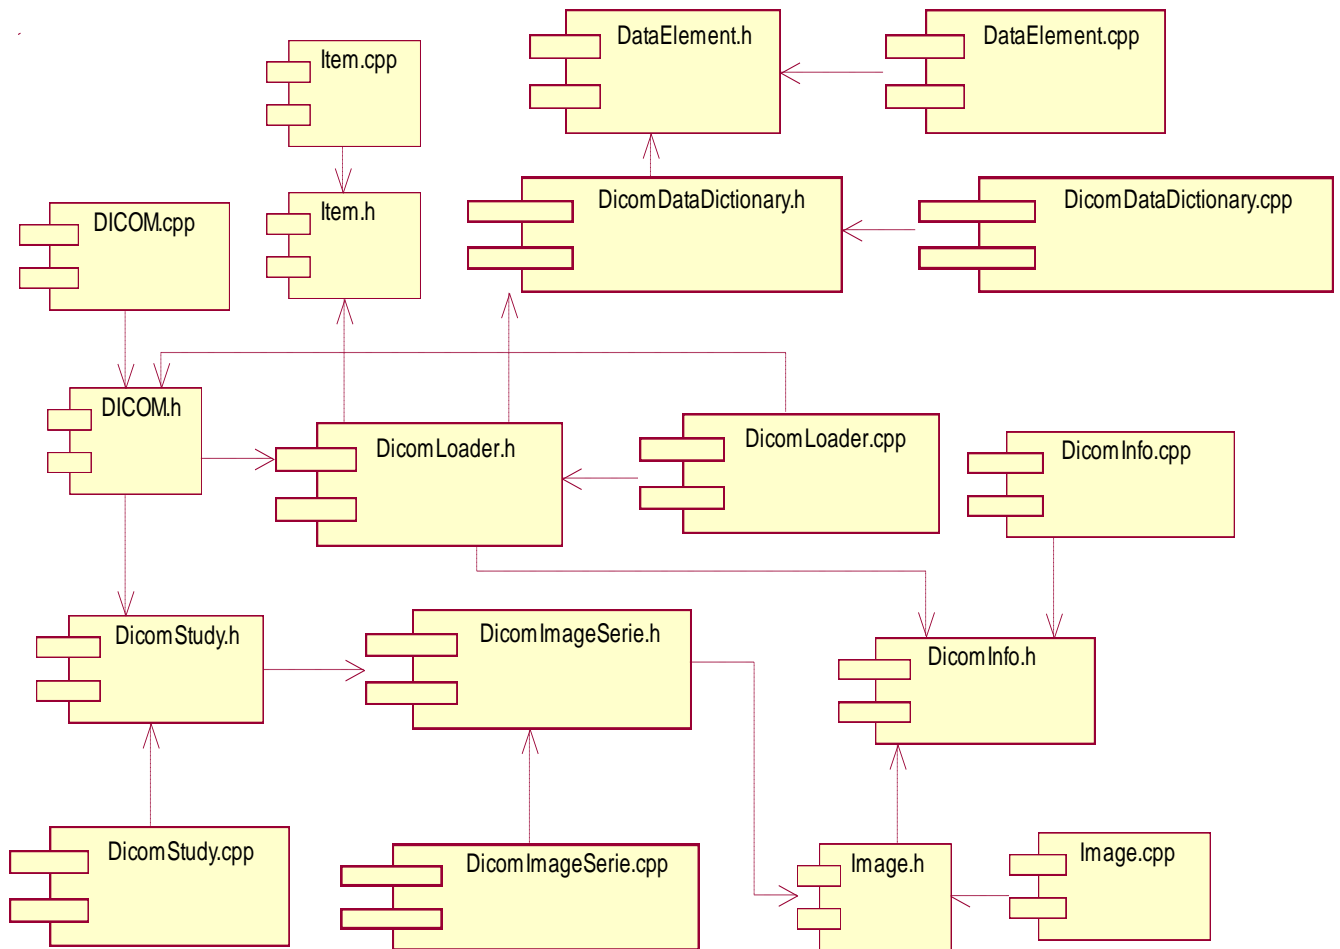 DataElement.h
DataElement.cpp
Item.cpp
Item.h
DicomDataDictionary.h
DicomDataDictionary.cpp
DICOM.cpp
DICOM.h
DicomLoader.h
DicomLoader.cpp
DicomInfo.cpp
DicomStudy.h
DicomImageSerie.h
DicomInfo.h
DicomStudy.cpp
DicomImageSerie.cpp
Image.h
Image.cpp